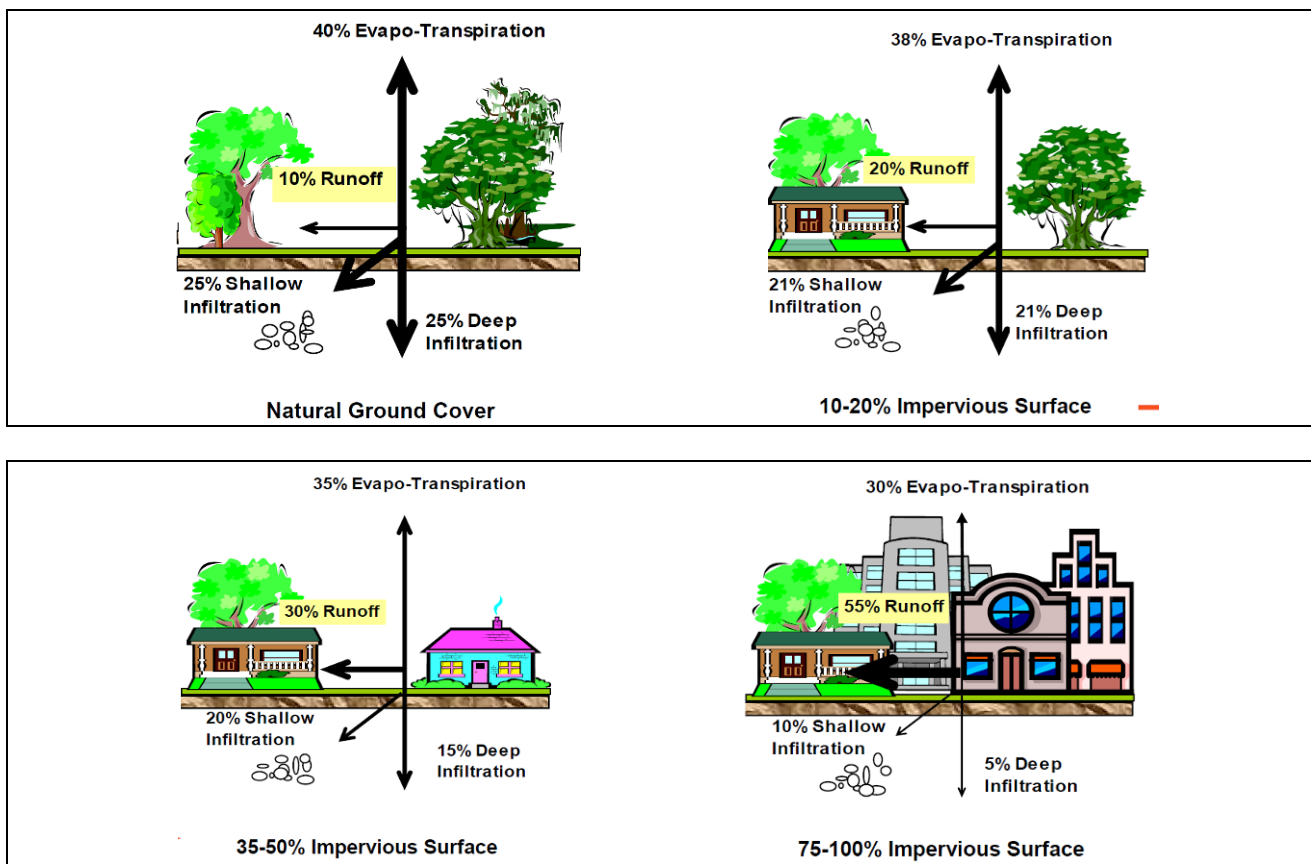 40% Evapo-Transpiration
10% Runoff
25% Shallow
Infiltration
25% Deep
Infiltration
Natural Ground Cover
38% Evapo-Transpiration
20% Runoff
21% Shallow
Infiltration
21% Deep
Infiltration
10-20% Impervious Surface
35% Evapo-Transpiration
30% Runoff
20% Shallow
Infiltration
15% Deep
Infiltration
35-50% Impervious Surface
30% Evapo-Transpiration
55% Runoff
10% Shallow
Infiltration
5% Deep
Infiltration
75-100% Impervious Surface